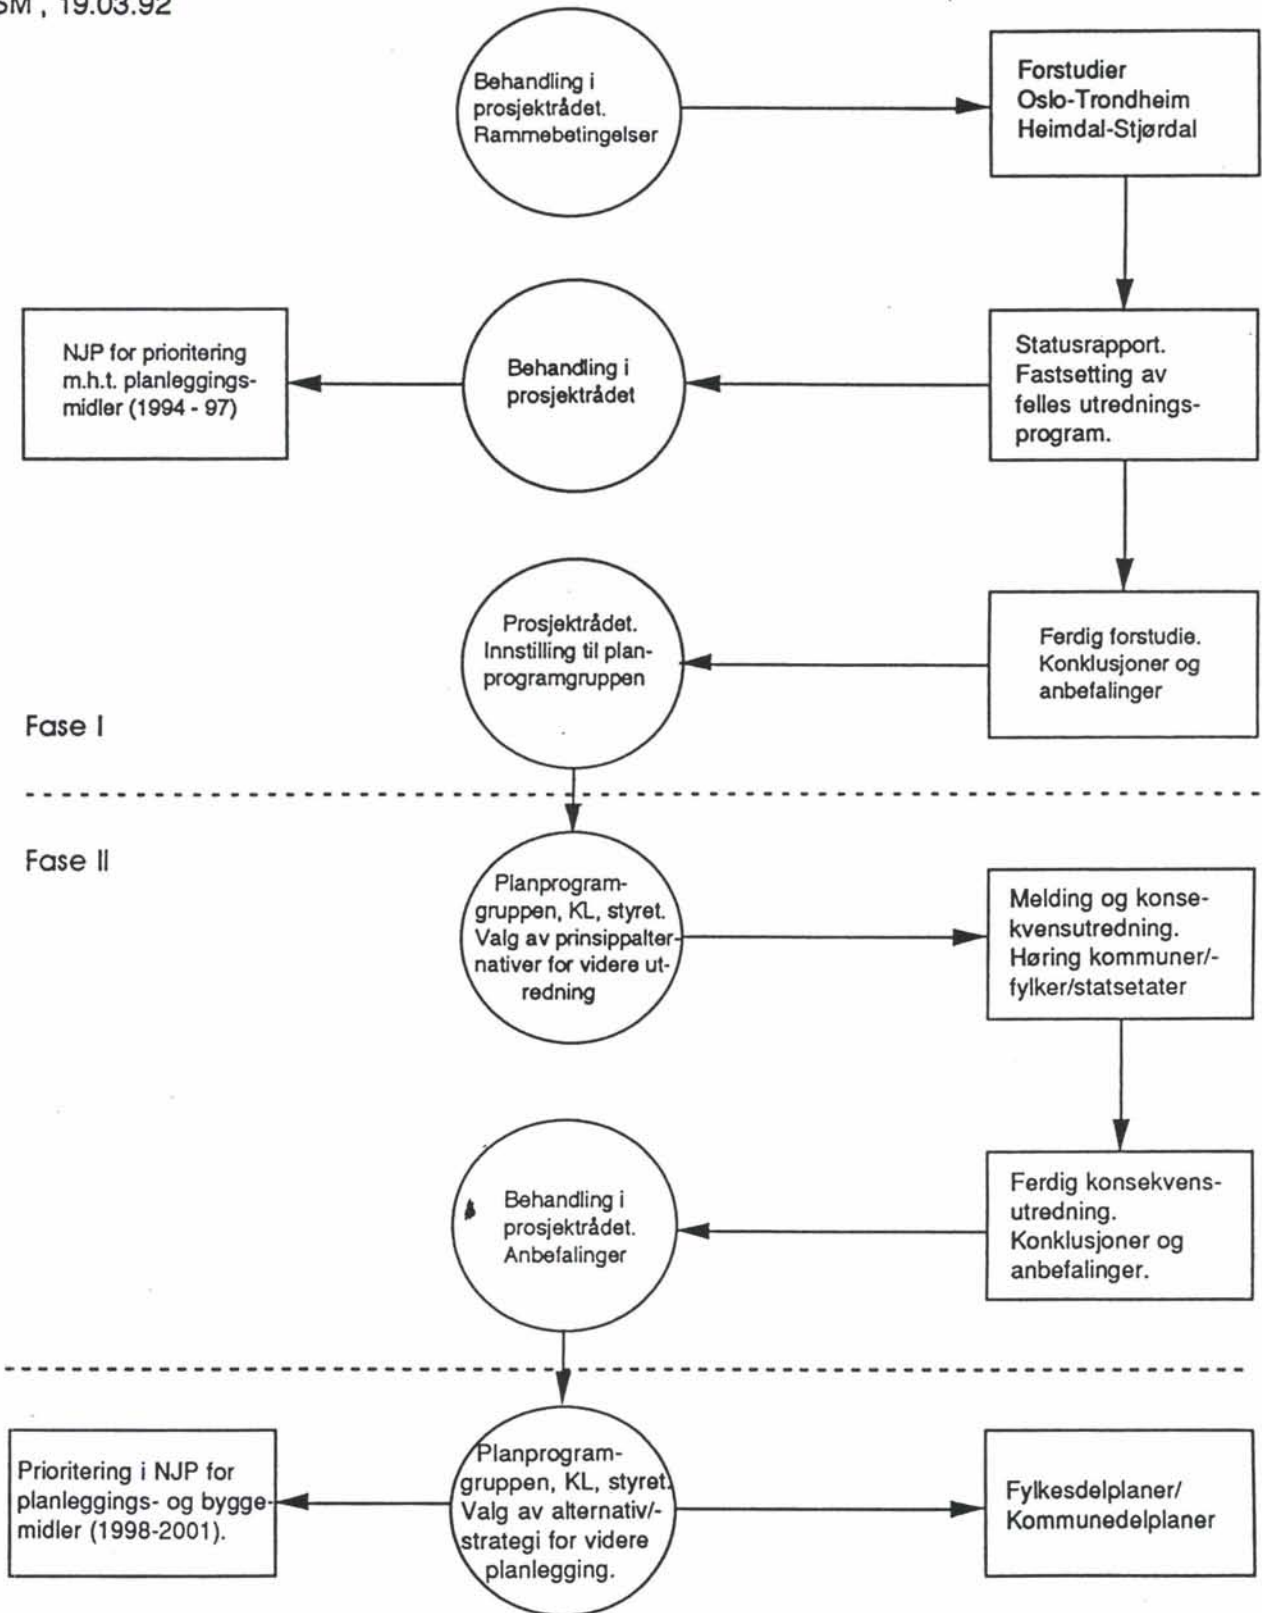 , 19.03.92
Behandling i
prosjektrådet.
Rammebetingelser
Forstudier
Oslo-Trondheim
Heimdal-Stjørdal
NJP for prioritering
m.h.t. planleggings-
midler (1994 - 97)
Behandling i
prosjektrådet
Statusrapport.
Fastsetting av
felles utrednings-
program.
Prosjektrådet.
Innstilling til plan-
programgruppen
Ferdig forstudie.
Konklusjoner og
anbefalinger
Fase I
Fase II
Planprogram-
gruppen, KL, styret.
Valg av prinsippalter-
nativer for videre ut-
redning
Melding og konse-
kvensutredning.
Høring kommuner/-
fylker/statsetater
Behandling i
prosjektrådet.
Anbefalinger
Ferdig konsekvens-
utredning.
Konklusjoner og
anbefalinger.
Prioritering i NJP for
planleggings- og bygge-
midler (1998-2001).
Planprogram-
gruppen, KL, styret.
Valg av alternativ/-
strategi for videre
planlegging.
Fylkesdelplaner/
Kommunedelplaner